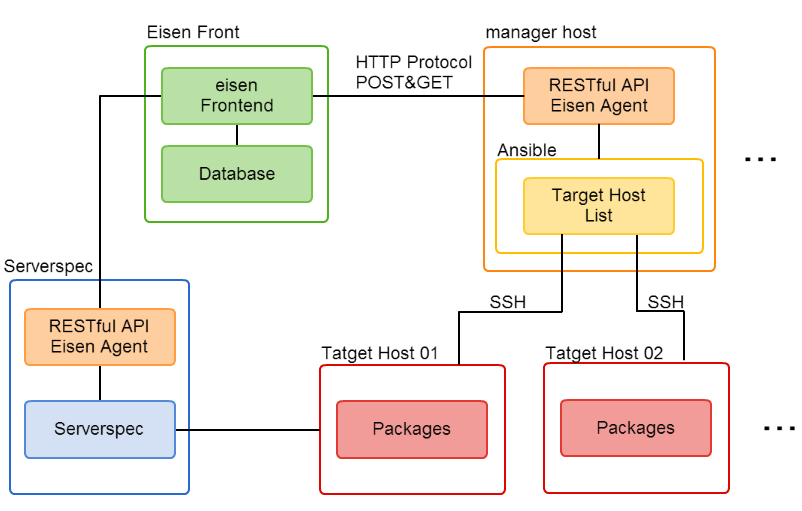 Eisen Front
manager host
HTTP Protocol
POST&GET
eisen
Frontend
RESTful API
Eisen Agent
Ansible
Database
...
Target Host
List
Serverspec
SSH
SSH
RESTful API
Eisen Agent
Tatget Host 01
Tatget Host 02
Serverspec
Packages
Packages
...